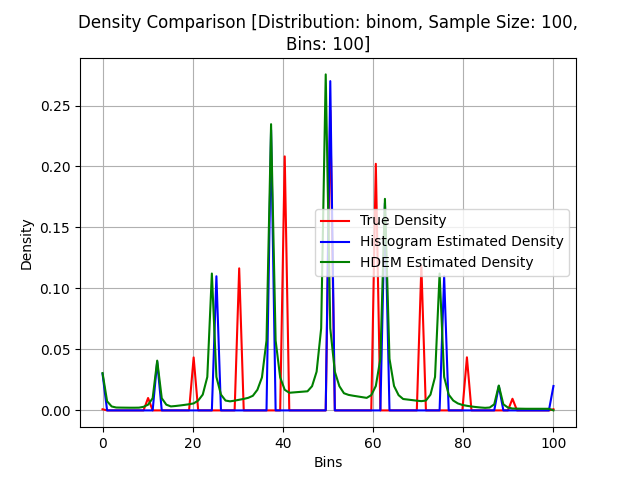 Density Comparison [Distribution: binom, Sample Size: 100,
Bins: 100]
Density
0.25
0.20
0.15
0.10
0.05
0.00
True Density
Histogram Estimated Density
HDEM Estimated Density
0 20 40 60 80 100
Bins